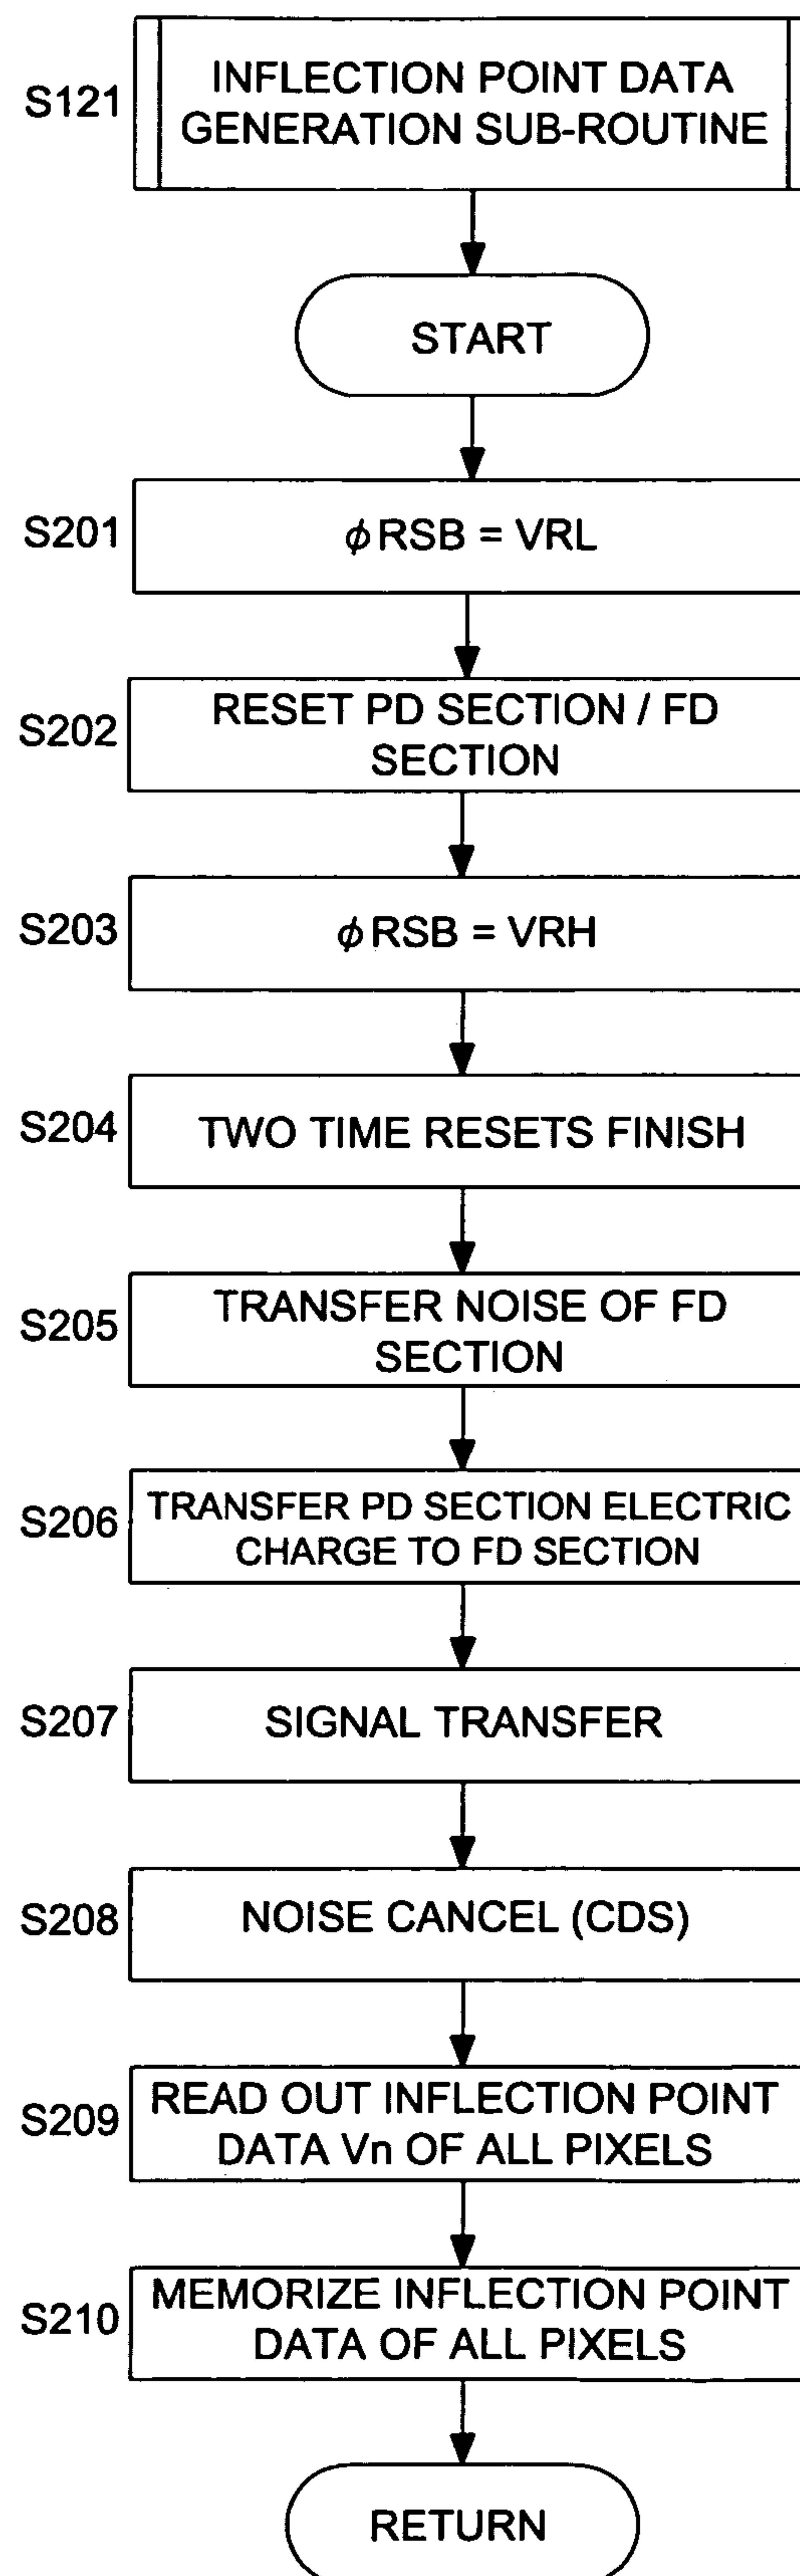 S121
INFLECTION POINT DATA
GENERATION SUB-ROUTINE
START
S201
φRSB = VRL
S202
RESET PD SECTION / FD
SECTION
S203
φRSB = VRH
S204
TWO TIME RESETS FINISH
S205
TRANSFER NOISE OF FD
SECTION
S206
TRANSFER PD SECTION ELECTRIC
CHARGE TO FD SECTION
S207
SIGNAL TRANSFER
S208
NOISE CANCEL (CDS)
S209
READ OUT INFLECTION POINT
DATA Vn OF ALL PIXELS
S210
MEMORIZE INFLECTION POINT
DATA OF ALL PIXELS
RETURN